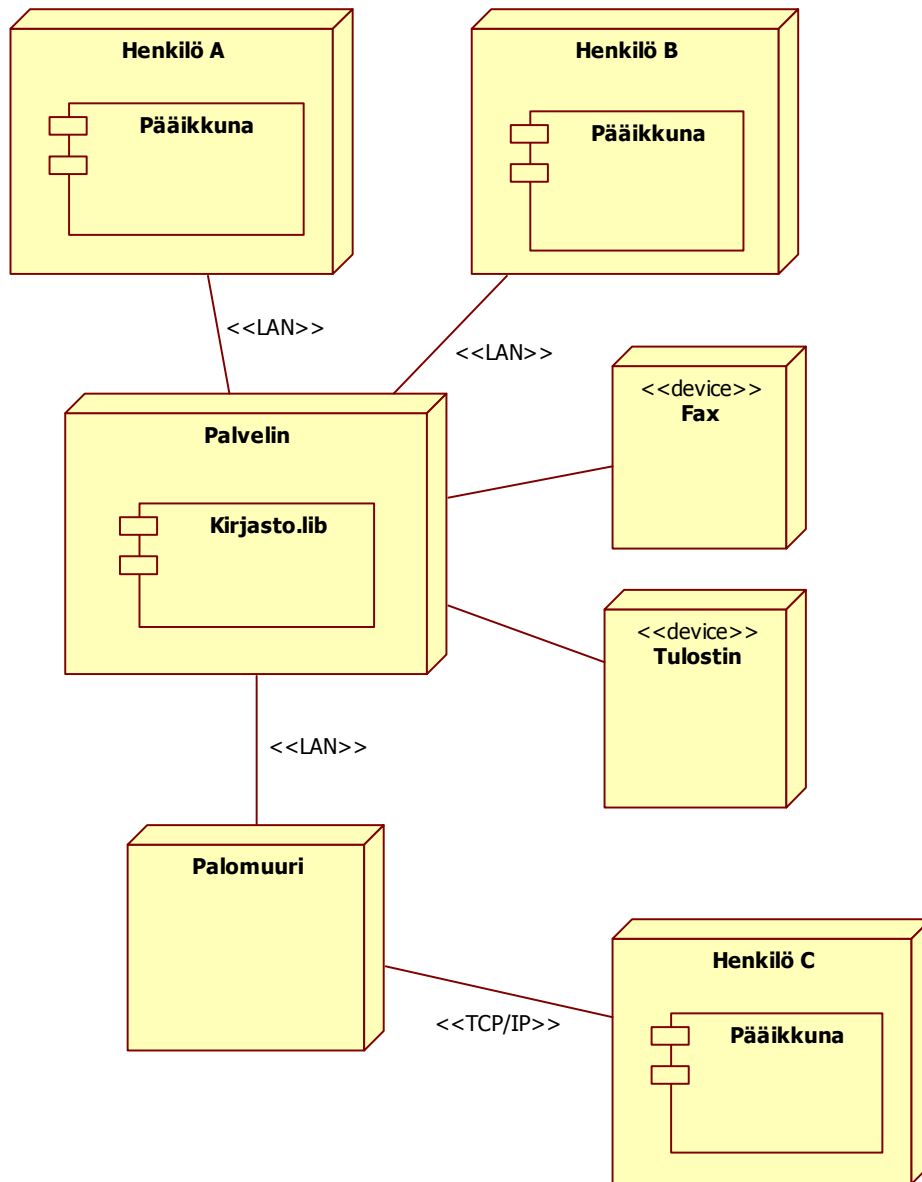 Henkilö A
Pääikkuna
Henkilö B
Pääikkuna
<<LAN>>
<<LAN>>
Palvelin
Kirjasto.lib
<<device>>
Fax
<<device>>
Tulostin
<<LAN>>
Palomuuri
<<TCP/IP>>
Henkilö C
Pääikkuna